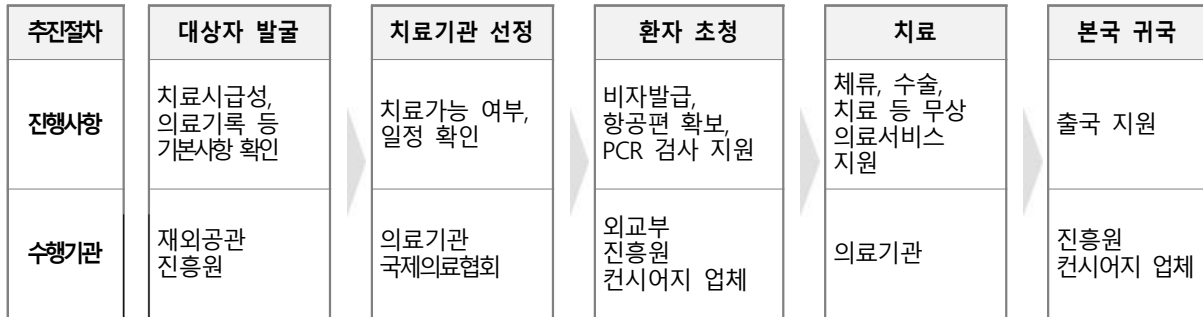 추진절차
대상자 발굴
치료기관 선정
환자 초청
치료
본국 귀국
진행사항
치료시급성,
의료기록 등
기본사항 확인
치료가능 여부,
일정 확인
비자발급,
항공편 확보,
PCR 검사 지원
체류, 수술,
치료 등 무상
의료서비스
지원
출국 지원
수행기관
재외공관
진흥원
의료기관
국제의료협회
외교부
진흥원
컨시어지 업체
의료기관
진흥원
컨시어지 업체